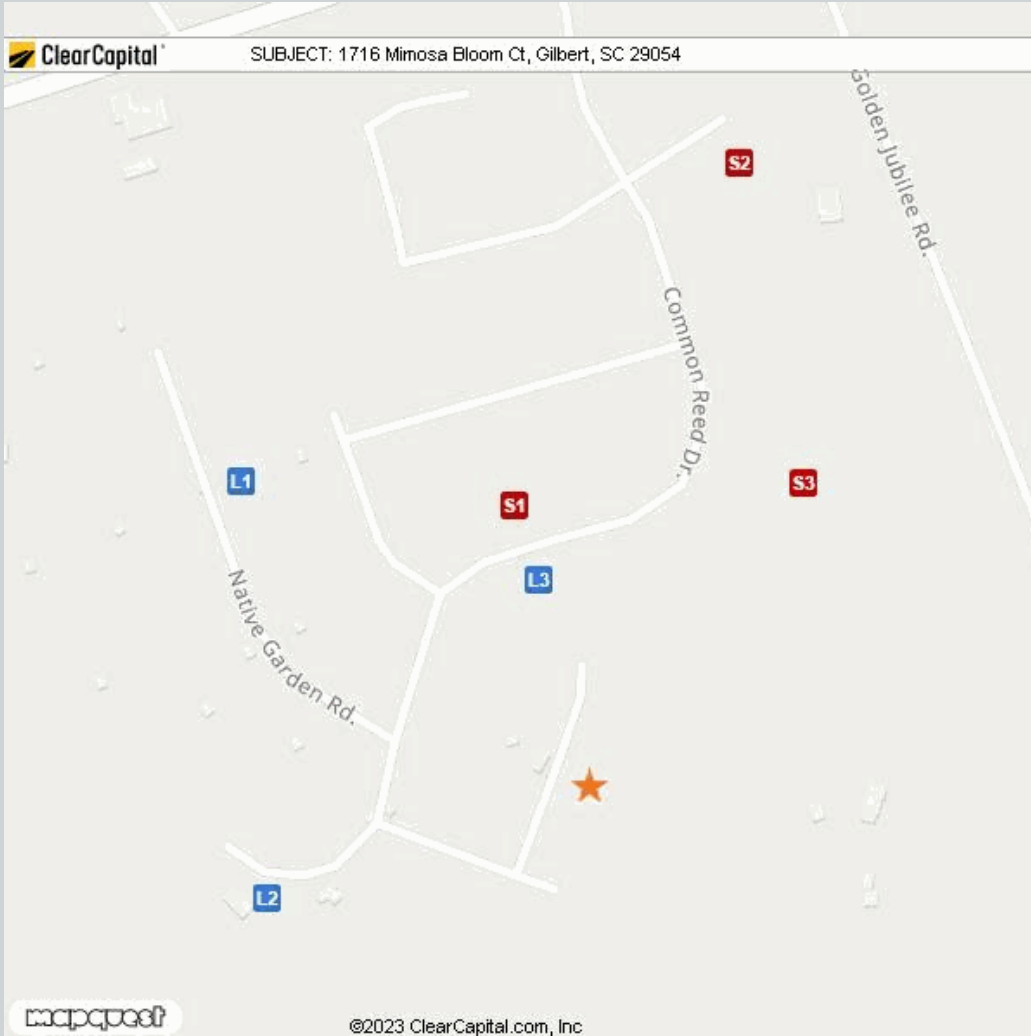 ClearCapital SUBJECT: 1716 Mimosa Bloom Ct, Gilbert, SC 29054
Golden Jubilee Rd.
S2
Common Reed Dr.
L1
S1
S3
L3
Native Garden Rd.
L2
mapquest
©2023 ClearCapital.com, Inc